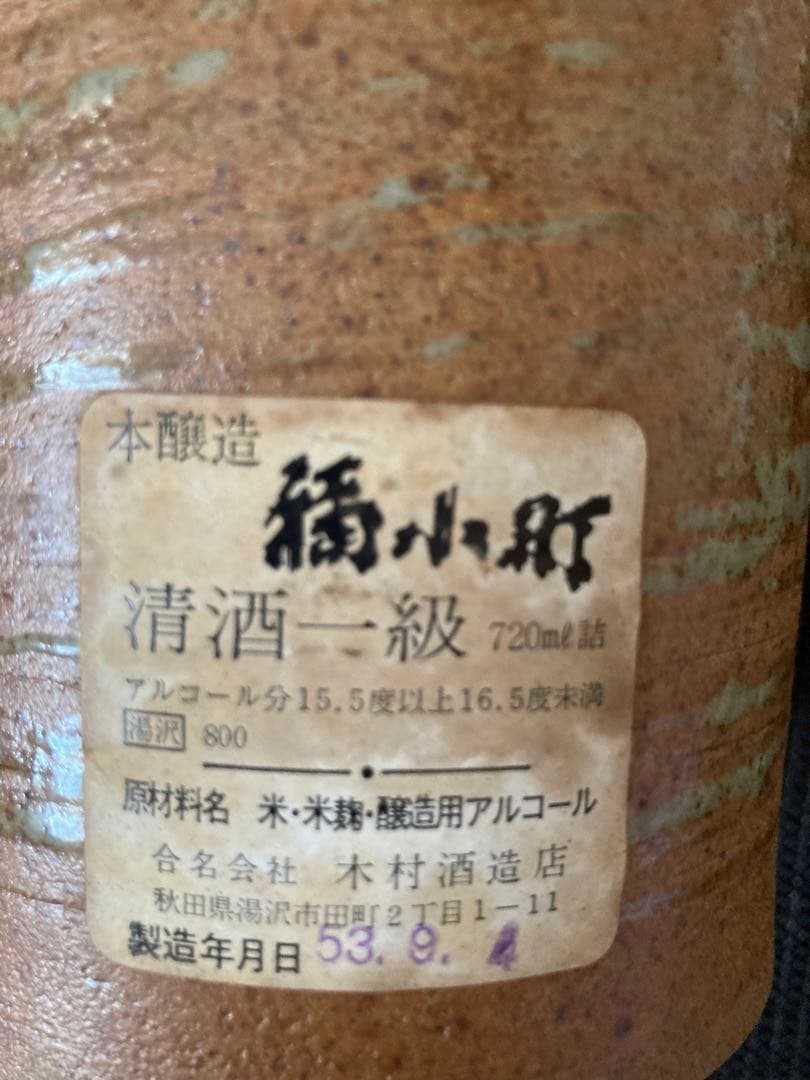 本醸造
福小町
清酒一級 720mℓ詰
アルコール分15.5度以上16.5度未満
湯沢 800
原材料名 米・米麹・醸造用アルコール
合名会社 木村酒造店
秋田県湯沢市田町2丁目1-11
製造年月日 53.9.